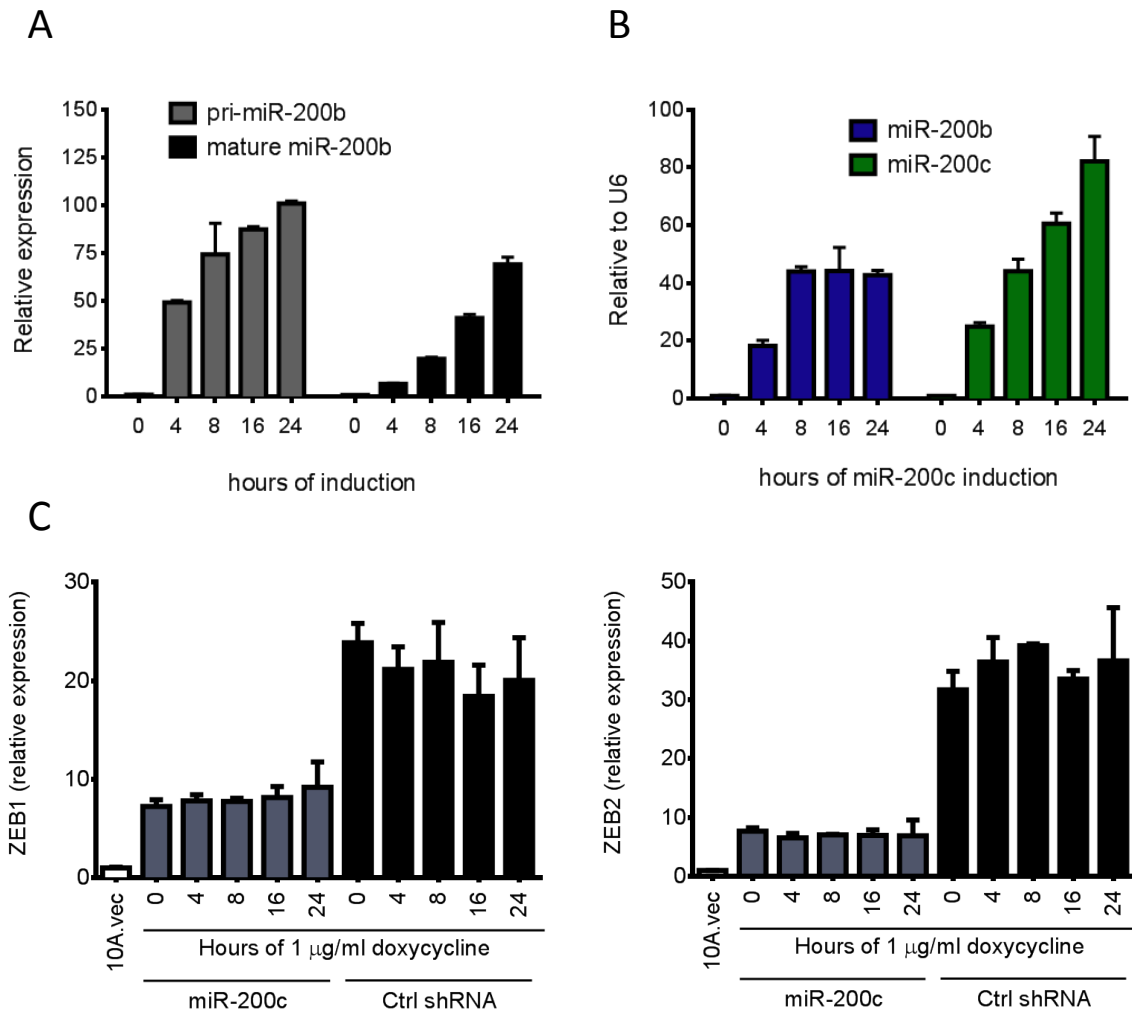 A
150
125
100
75
50
25
0
Relative expression
pri-miR-200b
mature miR-200b
0 4 8 16 24 0 4 8 16 24
hours of induction
B
100
80
60
40
20
0
Relative to U6
miR-200b
miR-200c
0 4 8 16 24 0 4 8 16 24
hours of miR-200c induction
C
30
20
10
0
ZEB1 (relative expression)
10A.vec 0 4 8 16 24 0 4 8 16 24
Hours of 1 μg/ml doxycycline
miR-200c Ctrl shRNA
50
40
30
20
10
0
ZEB2 (relative expression)
10A.vec 0 4 8 16 24 0 4 8 16 24
Hours of 1 μg/ml doxycycline
miR-200c Ctrl shRNA